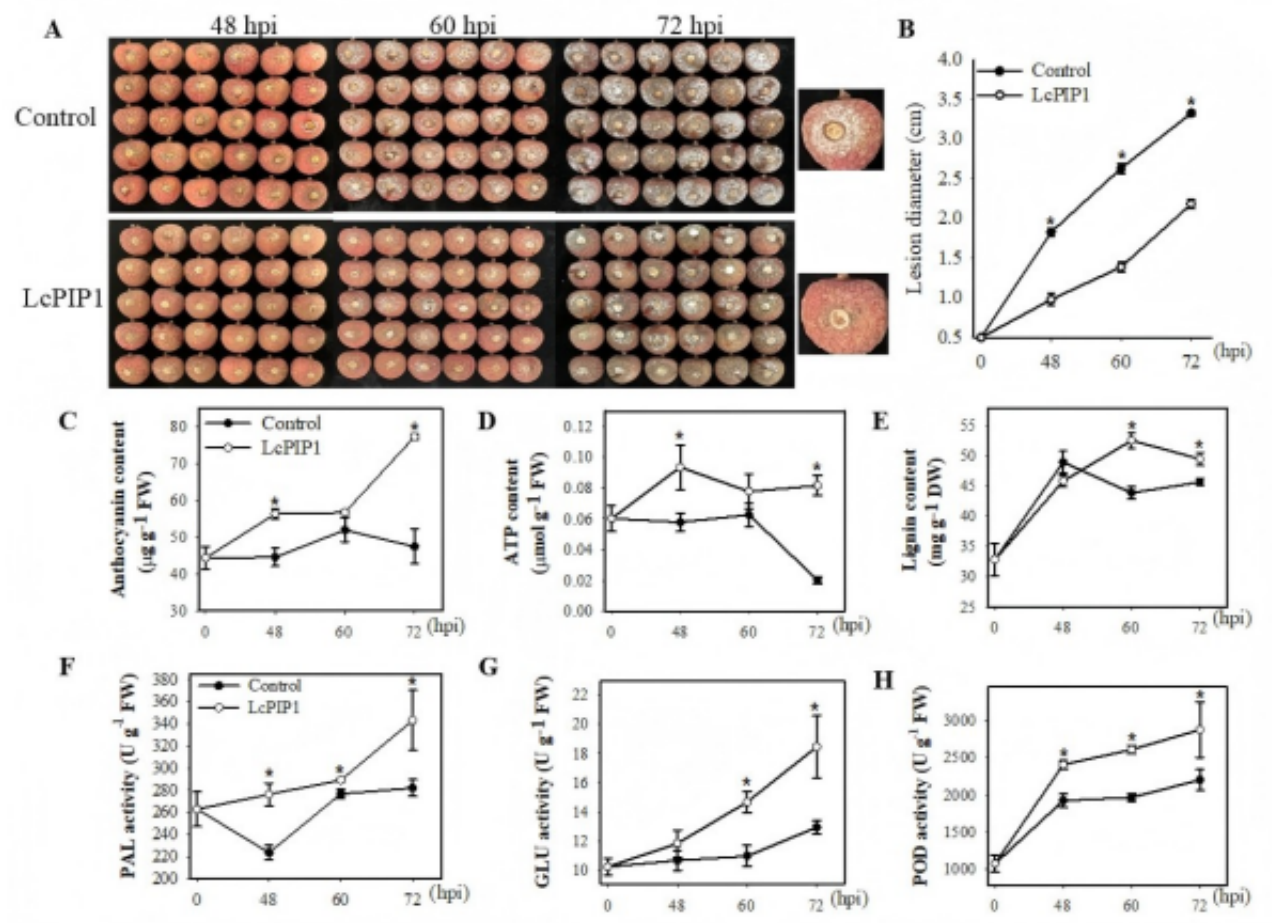 A
48 hpi 60 hpi 72 hpi
Control
LcPIP1
B
Control
LcPIP1
Lesion diameter (cm)
4.0
3.5
3.0
2.5
2.0
1.5
1.0
0.5
0 48 60 72 (hpi)
* * *
C
Control
LcPIP1
Anthocyanin content
(µg g⁻¹ FW)
80
70
60
50
40
30
0 48 60 72 (hpi)
* *
D
ATP content
(µmol g⁻¹ FW)
0.12
0.10
0.08
0.06
0.04
0.02
0.00
0 48 60 72 (hpi)
* *
E
Lignin content
(mg g⁻¹ DW)
55
50
45
40
35
30
25
0 48 60 72 (hpi)
* *
F
Control
LcPIP1
PAL activity (U g⁻¹ FW)
380
360
340
320
300
280
260
240
220
200
0 48 60 72 (hpi)
* * *
G
GLU activity (U g⁻¹ FW)
22
20
18
16
14
12
10
0 48 60 72 (hpi)
* *
H
POD activity (U g⁻¹ FW)
3000
2500
2000
1500
1000
0 48 60 72 (hpi)
* * *